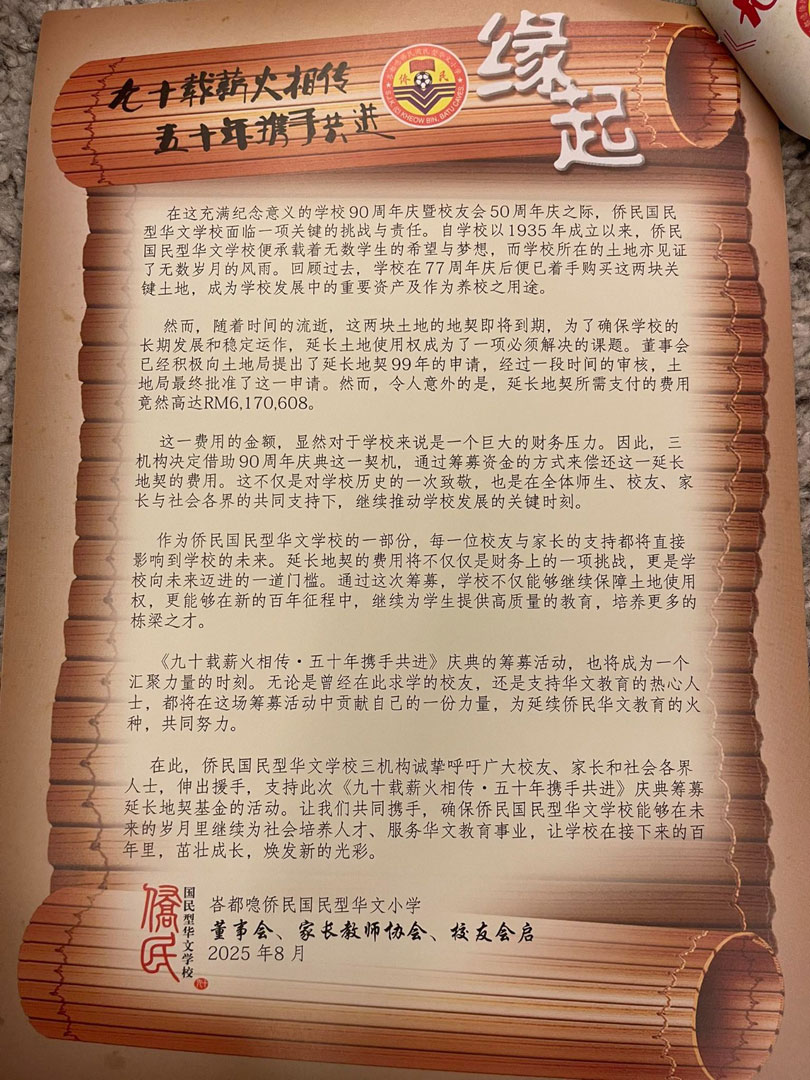 九十载薪火相传
五十年携手共进
缘起
侨民
SJK (C) KHEOW BIN, BATU CAVES
在这充满纪念意义的学校90周年庆暨校友会50周年庆之际，侨民国民
型华文学校面临一项关键的挑战与责任。自学校以1935年成立以来，侨民
国民型华文学校便承载着无数学生的希望与梦想，而学校所在的土地亦见证
了无数岁月的风雨。回顾过去，学校在77周年庆后便已着手购买这两块关
键土地，成为学校发展中的重要资产及作为养校之用途。
然而，随着时间的流逝，这两块土地的地契即将到期，为了确保学校的
长期发展和稳定运作，延长土地使用权成为了一项必须解决的课题。董事会
已经积极向土地局提出了延长地契99年的申请，经过一段时间的审核，土
地局最终批准了这一申请。然而，令人意外的是，延长地契所需支付的费用
竟然高达RM6,170,608。
这一费用的金额，显然对于学校来说是一个巨大的财务压力。因此，三
机构决定借助90周年庆典这一契机，通过筹募资金的方式来偿还这一延长
地契的费用。这不仅是对学校历史的一次致敬，也是在全体师生、校友、家
长与社会各界的共同支持下，继续推动学校发展的关键时刻。
作为侨民国民型华文学校的一部份，每一位校友与家长的支持都将直接
影响到学校的未来。延长地契的费用将不仅仅是财务上的一项挑战，更是学
校向未来迈进的一道门槛。通过这次筹募，学校不仅能够继续保障土地使用
权，更能够在新的百年征程中，继续为学生提供高质量的教育，培养更多的
栋梁之才。
《九十载薪火相传·五十年携手共进》庆典的筹募活动，也将成为一个
汇聚力量的时刻。无论是曾经在此求学的校友，还是支持华文教育的热心人
士，都将在这场筹募活动中贡献自己的一份力量，为延续侨民华文教育的火
种，共同努力。
在此，侨民国民型华文学校三机构诚挚呼吁广大校友、家长和社会各界
人士，伸出援手，支持此次《九十载薪火相传·五十年携手共进》庆典筹募
延长地契基金的活动。让我们共同携手，确保侨民国民型华文学校能够在未
来的岁月里继续为社会培养人才、服务华文教育事业，让学校在接下来的百
年里，茁壮成长，焕发新的光彩。
僑民
国民型华文学校
峇都喼侨民国民型华文小学
董事会、家长教师协会、校友会启
2025年8月